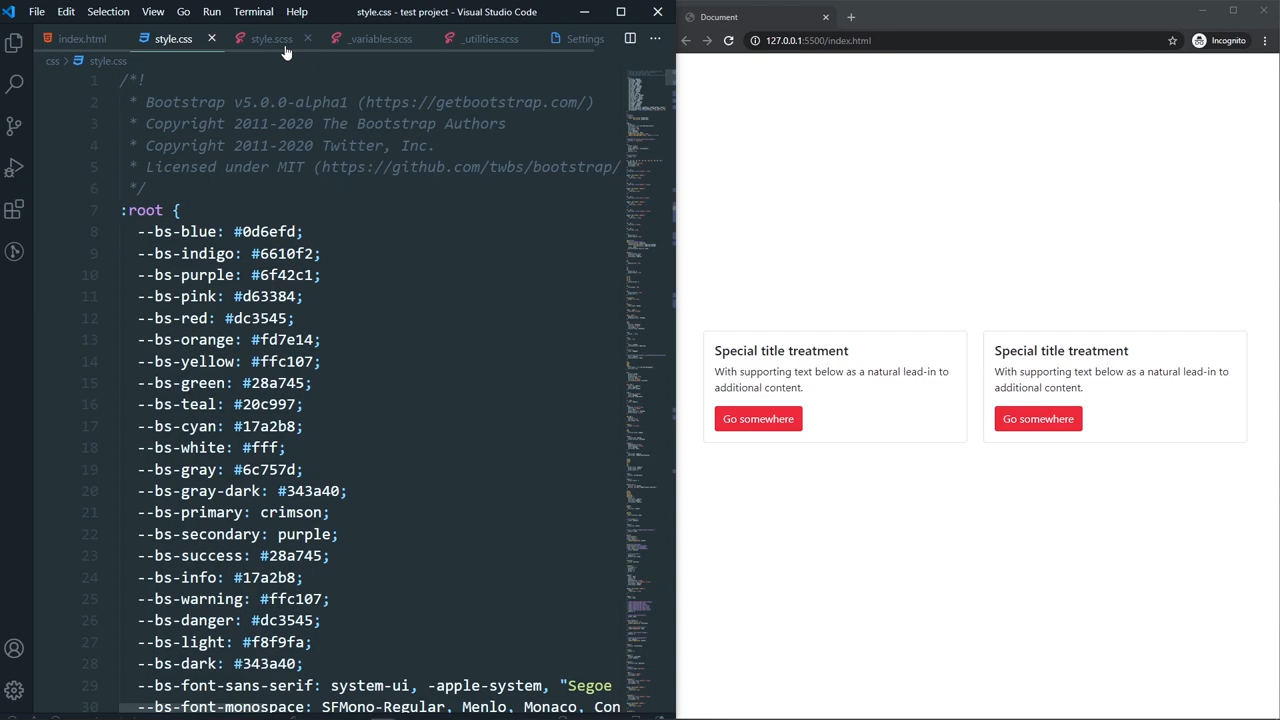 File Edit Selection View Go Run Terminal Help style.css - test project - Visual Studio Code
index.html style.css style.scss _variables.scss _utilities.scss Settings
css > style.css
1 /*!
2 * Bootstrap v5.0.0-alpha1 (https://getbootstrap.com/)
3 * Copyright 2011-2020 The Bootstrap Authors
4 * Copyright 2011-2020 Twitter, Inc.
5 * Licensed under MIT (https://github.com/twbs/bootstrap/
6 */
7 :root {
8 --bs-blue: #0d6efd;
9 --bs-indigo: #6610f2;
10 --bs-purple: #6f42c1;
11 --bs-pink: #d63384;
12 --bs-red: #dc3545;
13 --bs-orange: #fd7e14;
14 --bs-yellow: #ffc107;
15 --bs-green: #28a745;
16 --bs-teal: #20c997;
17 --bs-cyan: #17a2b8;
18 --bs-white: #fff;
19 --bs-gray: #6c757d;
20 --bs-gray-dark: #343a40;
21 --bs-primary: crimson;
22 --bs-secondary: purple;
23 --bs-success: #28a745;
24 --bs-info: #17a2b8;
25 --bs-warning: #ffc107;
26 --bs-danger: #dc3545;
27 --bs-light: #f8f9fa;
28 --bs-dark: #343a40;
29 --bs-font-sans-serif: system-ui, -apple-system, "Segoe
30 --bs-font-monospace: SFMono-Regular, Menlo, Monaco, Con
Document
127.0.0.1:5500/index.html Incognito
Special title treatment
With supporting text below as a natural lead-in to
additional content.
Go somewhere
Special title treatment
With supporting text below as a natural lead-in to
additional content.
Go somewhere